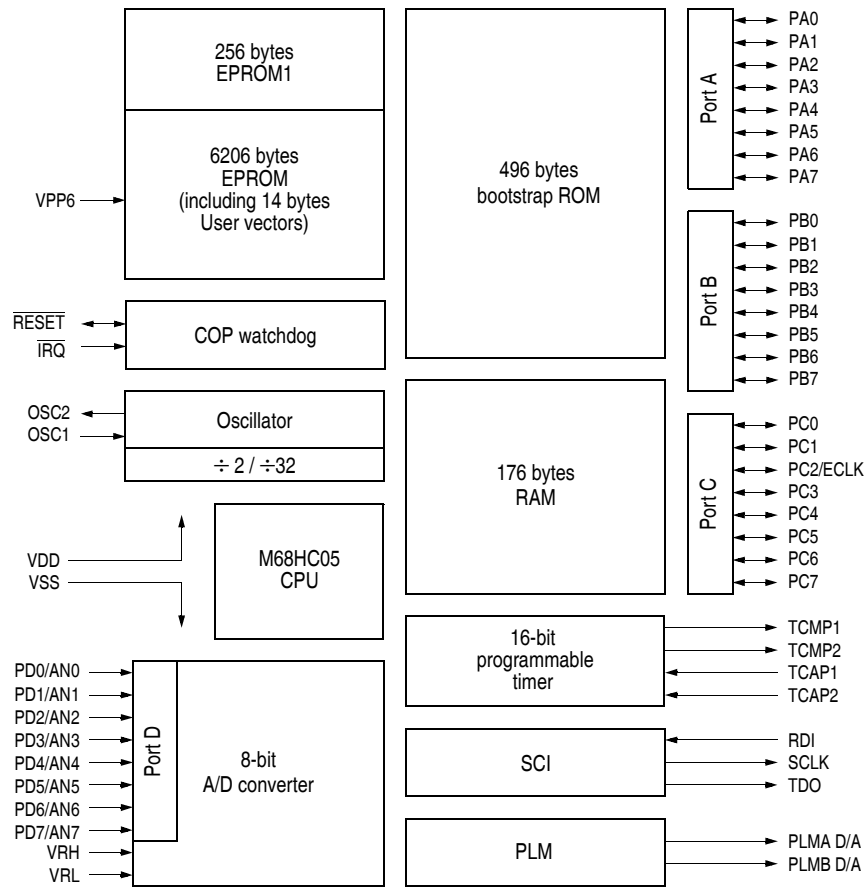 256 bytes
EPROM1
6206 bytes
EPROM
(including 14 bytes
User vectors)
VPP6
RESET
IRQ
COP watchdog
OSC2
OSC1
Oscillator
÷ 2 / ÷32
VDD
VSS
M68HC05
CPU
PD0/AN0
PD1/AN1
PD2/AN2
PD3/AN3
PD4/AN4
PD5/AN5
PD6/AN6
PD7/AN7
VRH
VRL
Port D
8-bit
A/D converter
496 bytes
bootstrap ROM
176 bytes
RAM
16-bit
programmable
timer
SCI
PLM
Port A
PA0
PA1
PA2
PA3
PA4
PA5
PA6
PA7
Port B
PB0
PB1
PB2
PB3
PB4
PB5
PB6
PB7
Port C
PC0
PC1
PC2/ECLK
PC3
PC4
PC5
PC6
PC7
TCMP1
TCMP2
TCAP1
TCAP2
RDI
SCLK
TDO
PLMA D/A
PLMB D/A